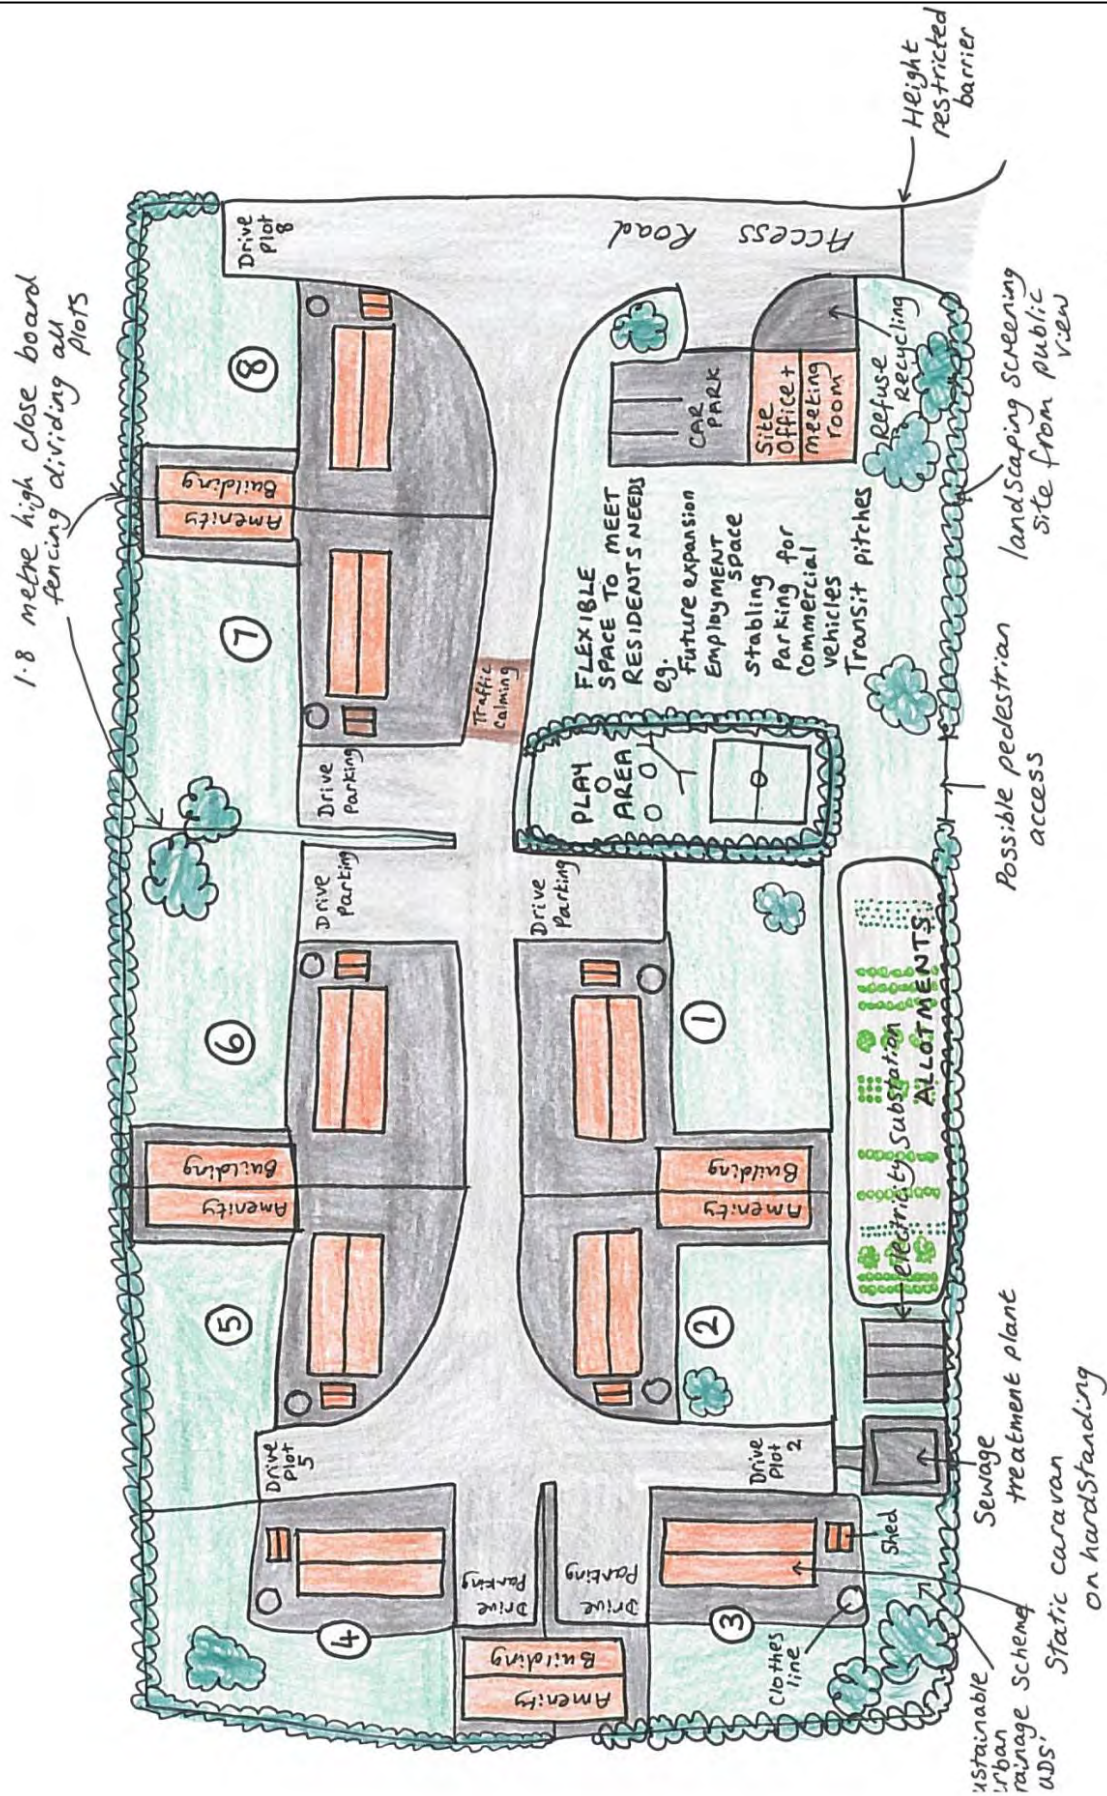 1.8 metre high close board
fencing dividing all
plots
Height
restricted
barrier
Drive
Plot
8
Access Road
8
Building
Amenity
7
CAR
PARK
Site
Office +
meeting
room
Refuse
Recycling
landscaping screening
site from public
view
FLEXIBLE
SPACE TO MEET
RESIDENTS NEEDS
eg.
Future expansion
Employment space
stabling
Parking for
Commercial
vehicles
Transit pitches
Traffic
Calming
Drive
Parking
PLAY
AREA
Possible pedestrian
access
Drive
Parking
Drive
Parking
6
1
Building
Amenity
Building
Amenity
ALLOTMENTS
electricity substation
5
2
Drive
Plot
5
Drive
Plot
2
Sewage
treatment plant
Shed
Static caravan
on hardstanding
Drive
Parking
Drive
Parking
4
3
Building
Amenity
Clothes
line
ustainable
rban
rainage Scheme
UDS'